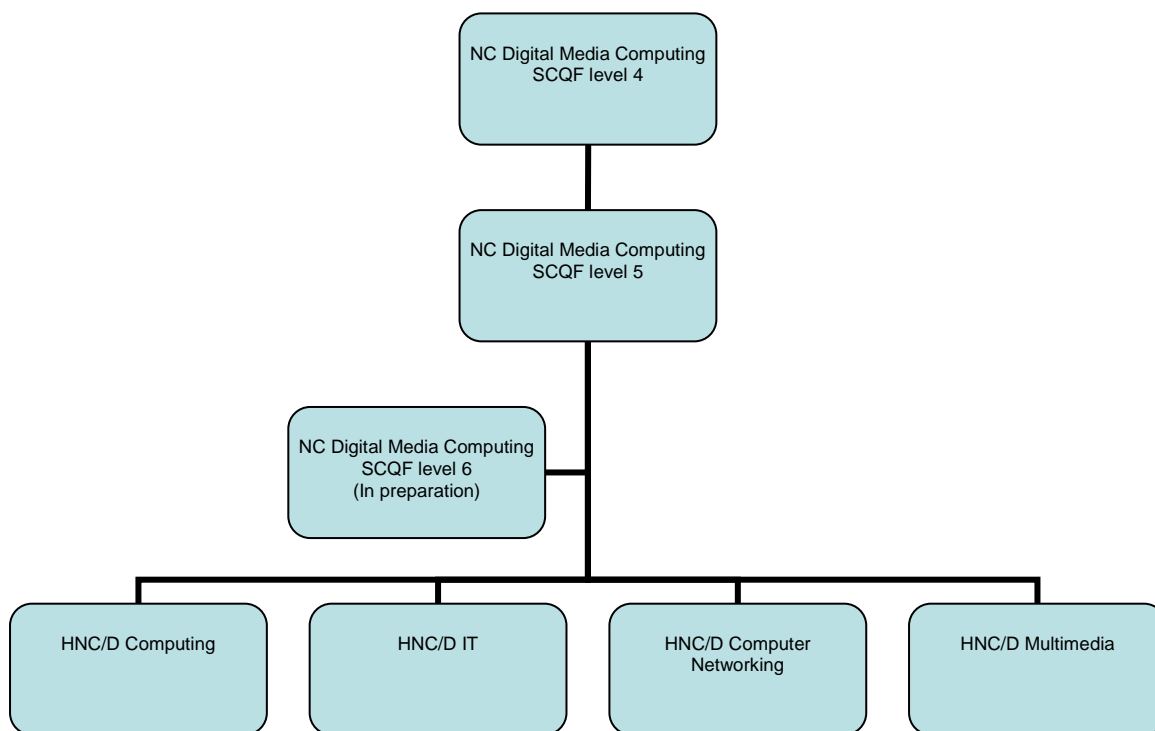 NC Digital Media Computing
SCQF level 4
NC Digital Media Computing
SCQF level 5
NC Digital Media Computing
SCQF level 6
(In preparation)
HNC/D Computing
HNC/D IT
HNC/D Computer
Networking
HNC/D Multimedia